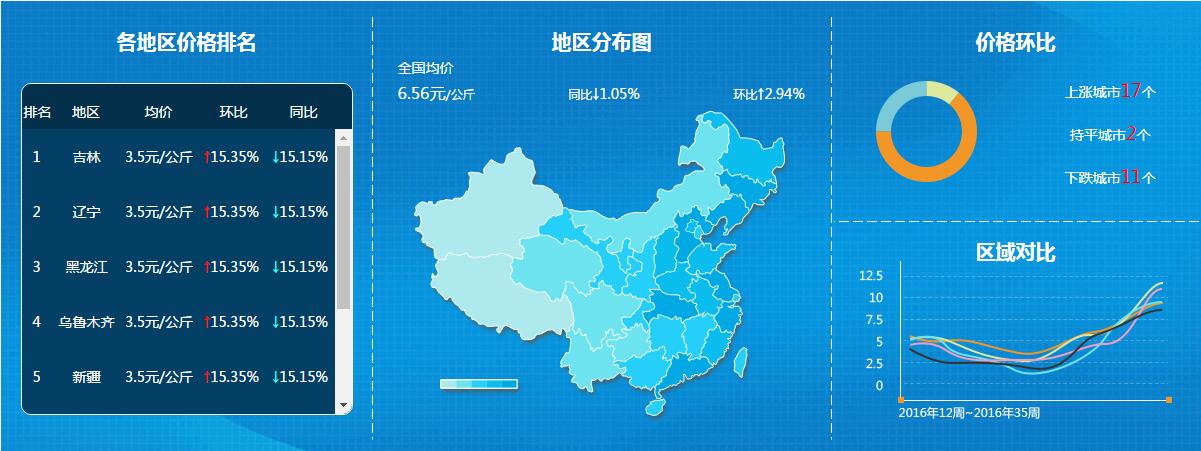 各地区价格排名
排名 地区 均价 环比 同比
1 吉林 3.5元/公斤 ↑15.35% ↓15.15%
2 辽宁 3.5元/公斤 ↑15.35% ↓15.15%
3 黑龙江 3.5元/公斤 ↑15.35% ↓15.15%
4 乌鲁木齐 3.5元/公斤 ↑15.35% ↓15.15%
5 新疆 3.5元/公斤 ↑15.35% ↓15.15%
地区分布图
全国均价
6.56元/公斤 同比↓1.05% 环比↑2.94%
价格环比
上涨城市17个
持平城市2个
下跌城市11个
区域对比
12.5
10
7.5
5
2.5
0
2016年12周~2016年35周